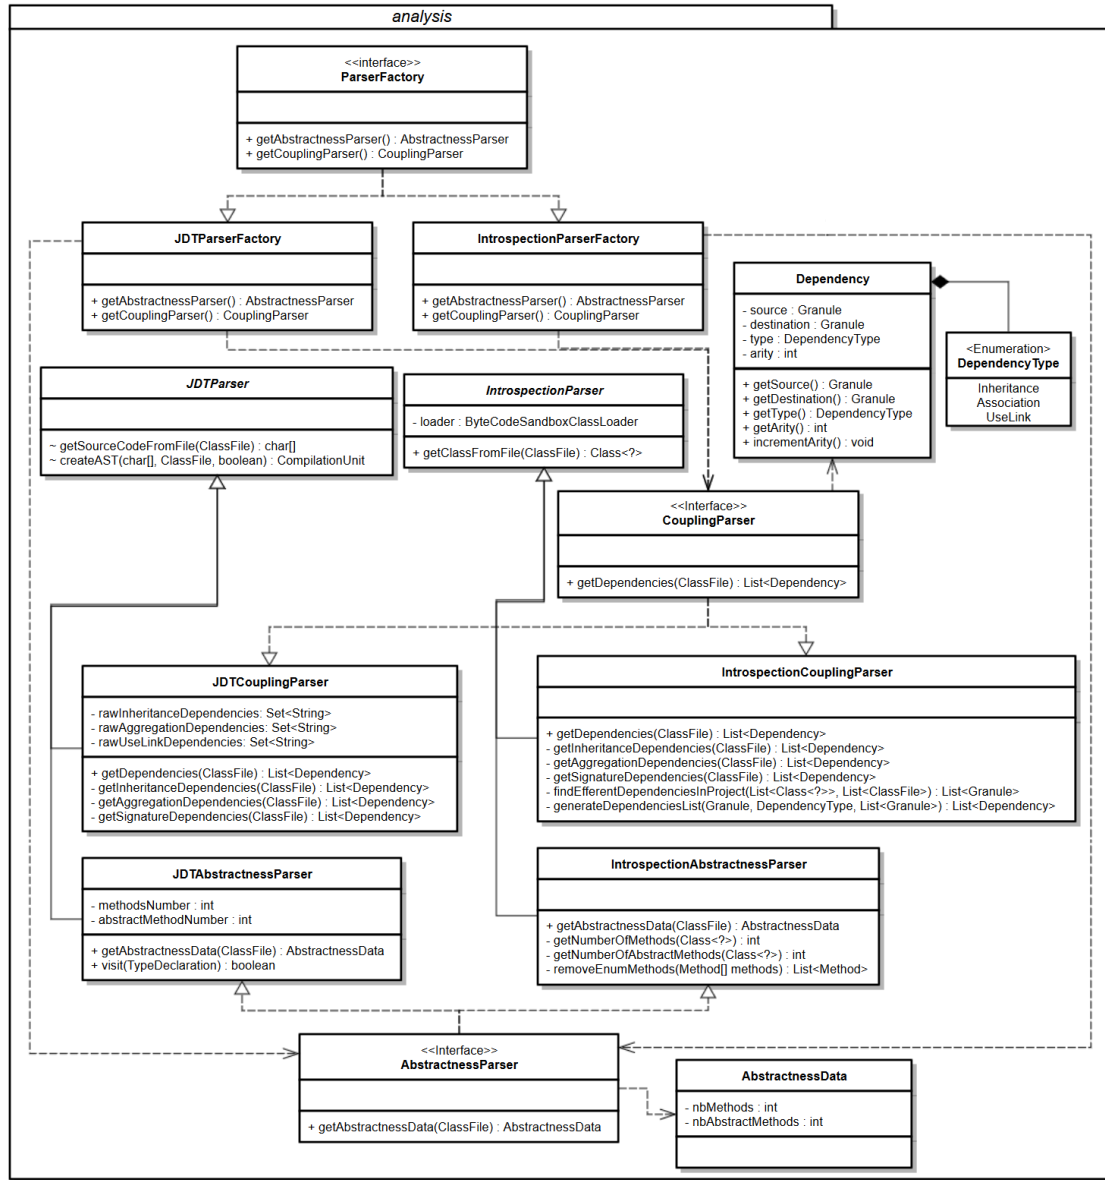 analysis
<<interface>>
ParserFactory
+ getAbstractnessParser() : AbstractnessParser
+ getCouplingParser() : CouplingParser
JDTParserFactory
+ getAbstractnessParser() : AbstractnessParser
+ getCouplingParser() : CouplingParser
IntrospectionParserFactory
+ getAbstractnessParser() : AbstractnessParser
+ getCouplingParser() : CouplingParser
Dependency
- source : Granule
- destination : Granule
- type : DependencyType
- arity : int
+ getSource() : Granule
+ getDestination() : Granule
+ getType() : DependencyType
+ getArity() : int
+ incrementArity() : void
<Enumeration>
DependencyType
Inheritance
Association
UseLink
JDTParser
~ getSourceCodeFromFile(ClassFile) : char[]
~ createAST(char[], ClassFile, boolean) : CompilationUnit
IntrospectionParser
- loader : ByteCodeSandboxClassLoader
+ getClassFromFile(ClassFile) : Class<?>
<<Interface>>
CouplingParser
+ getDependencies(ClassFile) : List<Dependency>
JDTCouplingParser
- rawInheritanceDependencies: Set<String>
- rawAggregationDependencies: Set<String>
- rawUseLinkDependencies: Set<String>
+ getDependencies(ClassFile) : List<Dependency>
- getInheritanceDependencies(ClassFile) : List<Dependency>
- getAggregationDependencies(ClassFile) : List<Dependency>
- getSignatureDependencies(ClassFile) : List<Dependency>
IntrospectionCouplingParser
+ getDependencies(ClassFile) : List<Dependency>
- getInheritanceDependencies(ClassFile) : List<Dependency>
- getAggregationDependencies(ClassFile) : List<Dependency>
- getSignatureDependencies(ClassFile) : List<Dependency>
- findEfferentDependenciesInProject(List<Class<?>>, List<ClassFile>) : List<Granule>
- generateDependenciesList(Granule, DependencyType, List<Granule>) : List<Dependency>
JDTAbstractnessParser
- methodsNumber : int
- abstractMethodNumber : int
+ getAbstractnessData(ClassFile) : AbstractnessData
+ visit(TypeDeclaration) : boolean
IntrospectionAbstractnessParser
+ getAbstractnessData(ClassFile) : AbstractnessData
- getNumberOfMethods(Class<?>) : int
- getNumberOfAbstractMethods(Class<?>) : int
- removeEnumMethods(Method[] methods) : List<Method>
<<Interface>>
AbstractnessParser
+ getAbstractnessData(ClassFile) : AbstractnessData
AbstractnessData
- nbMethods : int
- nbAbstractMethods : int